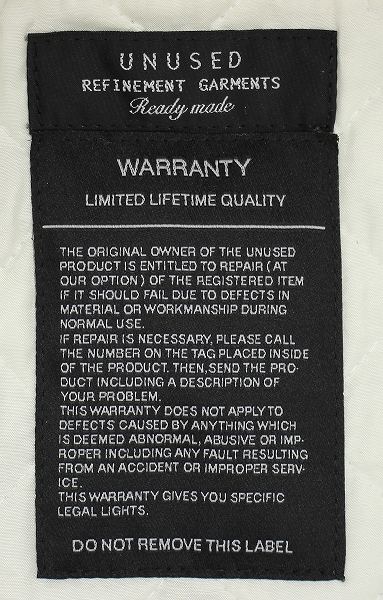 UNUSED
REFINEMENT GARMENTS
Ready made
WARRANTY
LIMITED LIFETIME QUALITY
THE ORIGINAL OWNER OF THE UNUSED
PRODUCT IS ENTITLED TO REPAIR (AT
OUR OPTION) OF THE REGISTERED ITEM
IF IT SHOULD FAIL DUE TO DEFECTS IN
MATERIAL OR WORKMANSHIP DURING
NORMAL USE.
IF REPAIR IS NECESSARY, PLEASE CALL
THE NUMBER ON THE TAG PLACED INSIDE
OF THE PRODUCT. THEN, SEND THE PRO-
DUCT INCLUDING A DESCRIPTION OF
YOUR PROBLEM.
THIS WARRANTY DOES NOT APPLY TO
DEFECTS CAUSED BY ANYTHING WHICH
IS DEEMED ABNORMAL, ABUSIVE OR IMP-
ROPER INCLUDING ANY FAULT RESULTING
FROM AN ACCIDENT OR IMPROPER SERV-
ICE.
THIS WARRANTY GIVES YOU SPECIFIC
LEGAL LIGHTS.
DO NOT REMOVE THIS LABEL